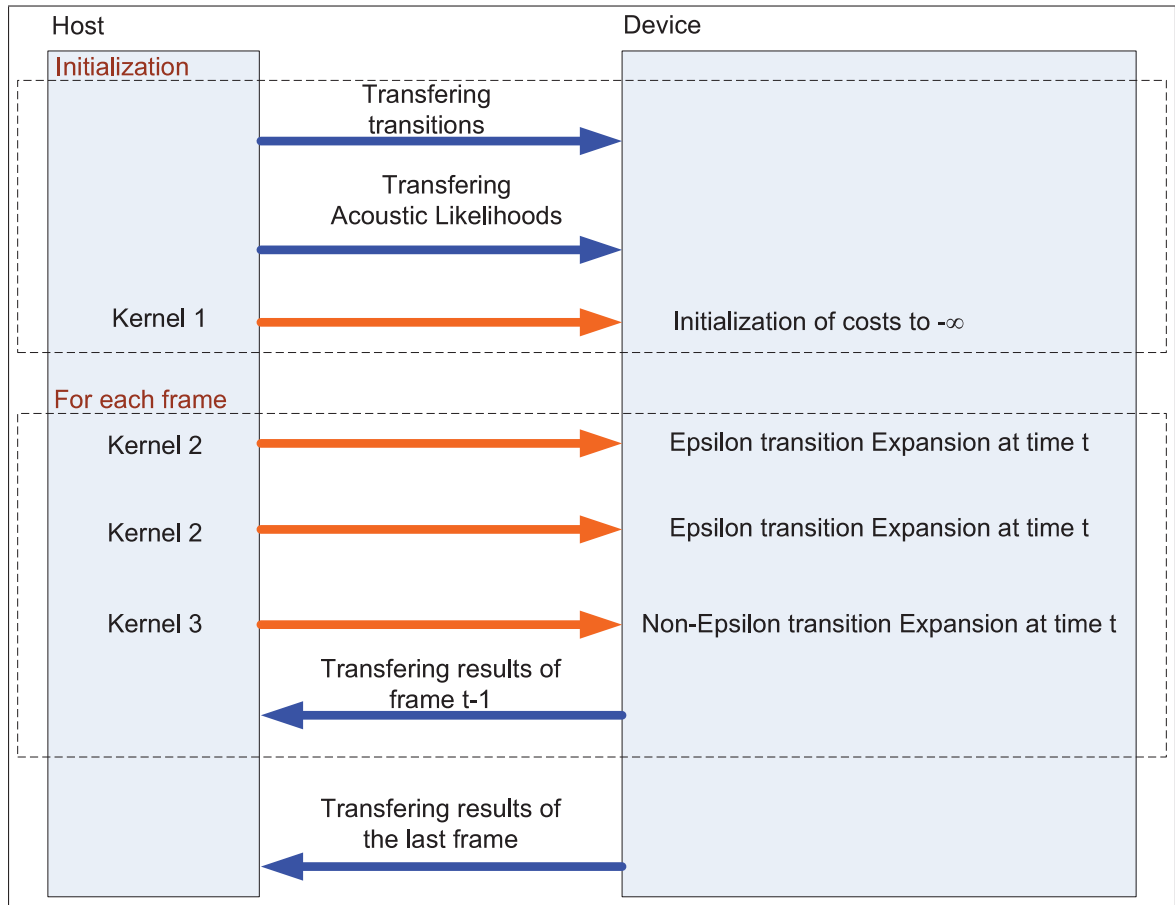 Host
Device
Initialization
Transfering
transitions
Transfering
Acoustic Likelihoods
Kernel 1
Initialization of costs to -∞
For each frame
Kernel 2
Epsilon transition Expansion at time t
Kernel 2
Epsilon transition Expansion at time t
Kernel 3
Non-Epsilon transition Expansion at time t
Transfering results of
frame t-1
Transfering results of
the last frame